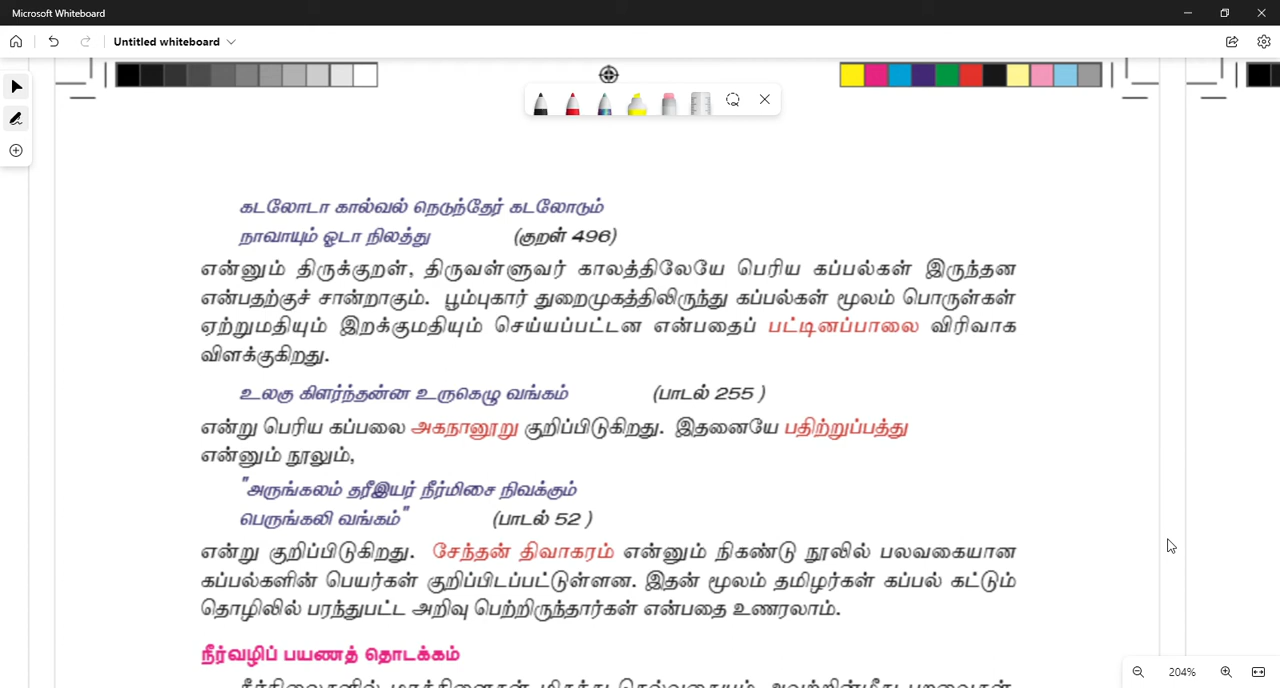 Microsoft Whiteboard
Untitled whiteboard
கடலோடா கால்வல் நெடுந்தேர் கடலோடும்
நாவாயும் ஓடா நிலத்து (குறள் 496)
என்னும் திருக்குறள், திருவள்ளுவர் காலத்திலேயே பெரிய கப்பல்கள் இருந்தன
என்பதற்குச் சான்றாகும். பூம்புகார் துறைமுகத்திலிருந்து கப்பல்கள் மூலம் பொருள்கள்
ஏற்றுமதியும் இறக்குமதியும் செய்யப்பட்டன என்பதைப் பட்டினப்பாலை விரிவாக
விளக்குகிறது.
உலகு கிளர்ந்தன்ன உருகெழு வங்கம் (பாடல் 255 )
என்று பெரிய கப்பலை அகநானூறு குறிப்பிடுகிறது. இதனையே பதிற்றுப்பத்து
என்னும் நூலும்,
"அருங்கலம் தரீஇயர் நீர்மிசை நிவக்கும்
பெருங்கலி வங்கம்" (பாடல் 52 )
என்று குறிப்பிடுகிறது. சேந்தன் திவாகரம் என்னும் நிகண்டு நூலில் பலவகையான
கப்பல்களின் பெயர்கள் குறிப்பிடப்பட்டுள்ளன. இதன் மூலம் தமிழர்கள் கப்பல் கட்டும்
தொழிலில் பரந்துபட்ட அறிவு பெற்றிருந்தார்கள் என்பதை உணரலாம்.
நீர்வழிப் பயணத் தொடக்கம்
204%